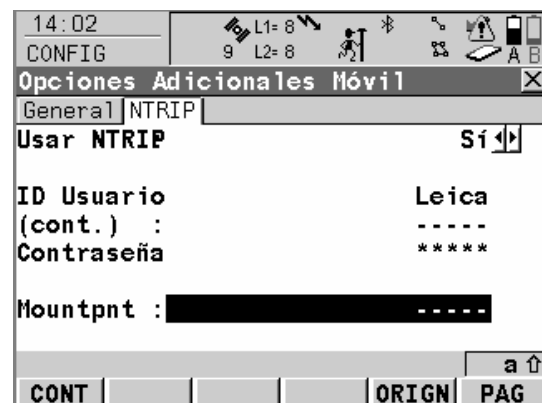 14:02
CONFIG
L1= 8
9 L2= 8
A B
Opciones Adicionales Móvil X
General NTRIP
Usar NTRIP Sí
ID Usuario Leica
(cont.) : -----
Contraseña *****
Mountpnt : -----
a
CONT ORIGN PAG